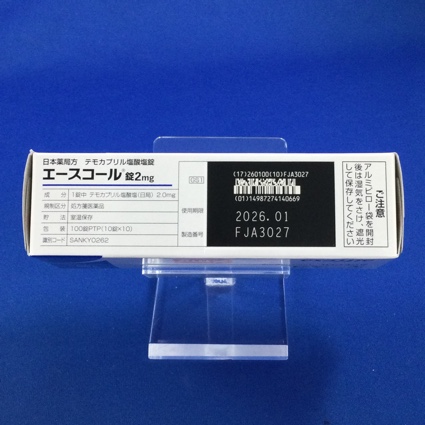 日本薬局方 テモカプリル塩酸塩錠
エースコール®錠2mg
成分 1錠中 テモカプリル塩酸塩(日局) 2.0mg
規制区分 処方箋医薬品
貯法 室温保存
包装 100錠PTP(10錠×10)
識別コード SANKYO262
GS1
使用期限
製造番号
(17)260100(10)FJA3027
(01)14987274140669
2026.01
FJA3027
ご注意
アルミピロー袋を開封
後は湿気をさけ、遮光
して保存してください